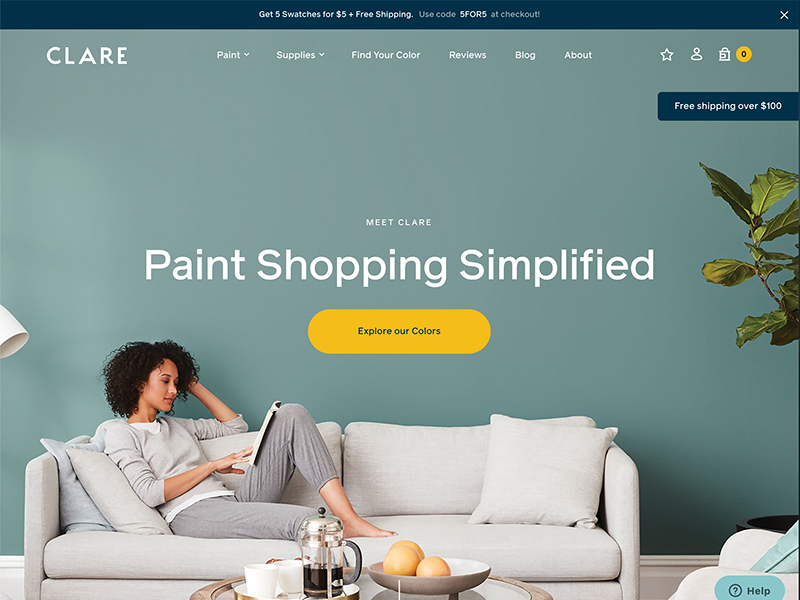 Get 5 Swatches for $5 + Free Shipping. Use code 5FOR5 at checkout!
CLARE
Paint Supplies Find Your Color Reviews Blog About
0
Free shipping over $100
MEET CLARE
Paint Shopping Simplified
Explore our Colors
Help